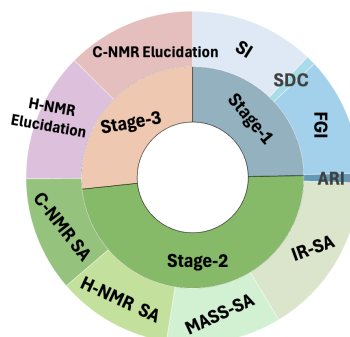 C-NMR Elucidation
SI
SDC
FGI
ARI
IR-SA
MASS-SA
H-NMR SA
C-NMR SA
H-NMR
Elucidation
Stage-1
Stage-2
Stage-3